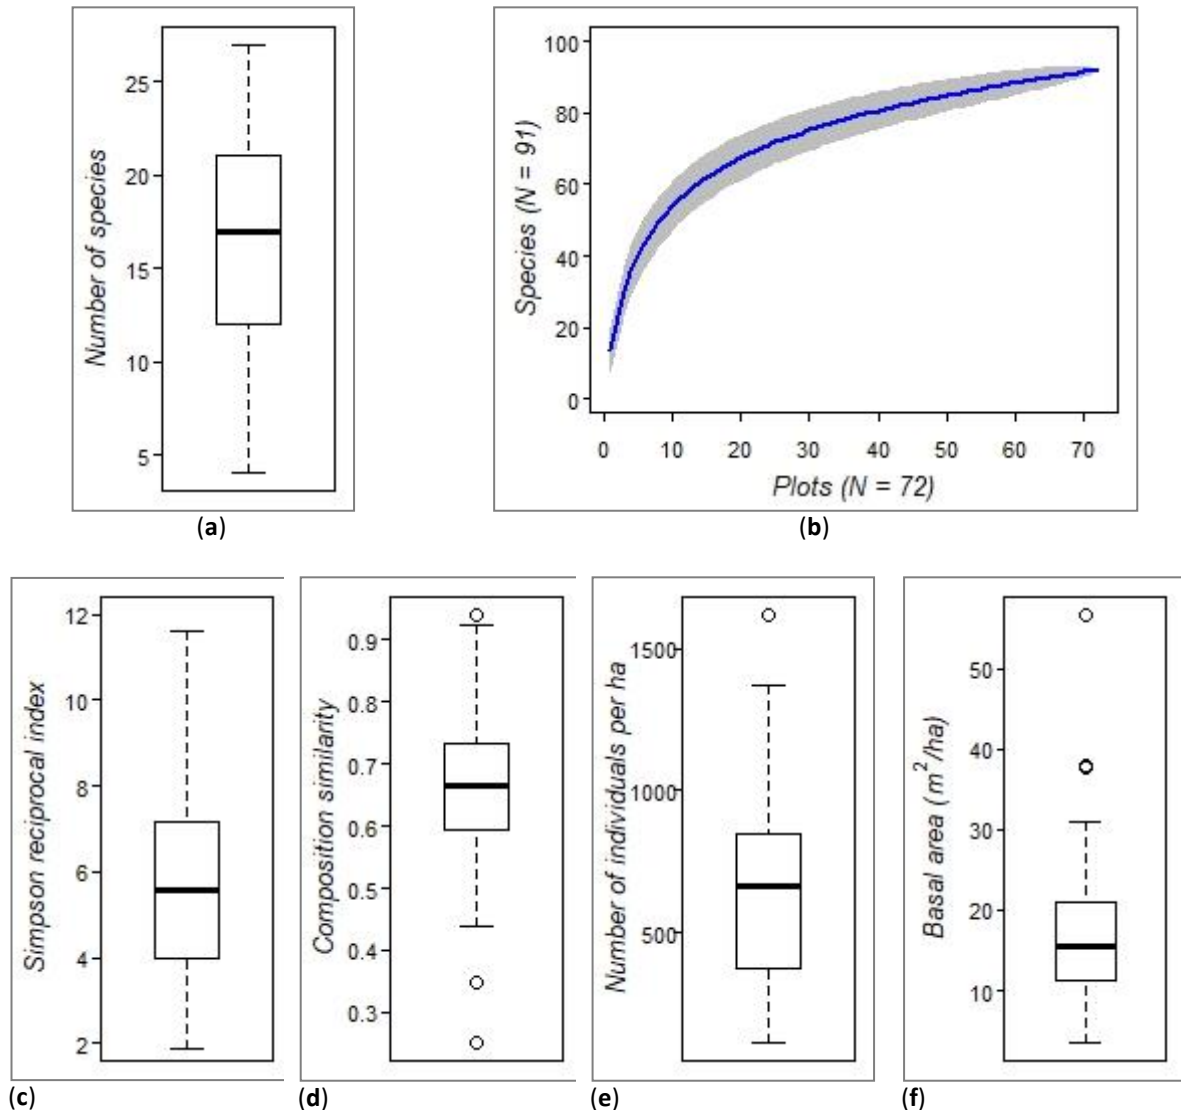 Number of species
25
20
15
10
5
(a)
Species (N = 91)
100
80
60
40
20
0
0 10 20 30 40 50 60 70
Plots (N = 72)
(b)
Simpson reciprocal index
12
10
8
6
4
2
(c)
Composition similarity
0.9
0.8
0.7
0.6
0.5
0.4
0.3
(d)
Number of individuals per ha
1500
1000
500
(e)
Basal area (m²/ha)
50
40
30
20
10
(f)